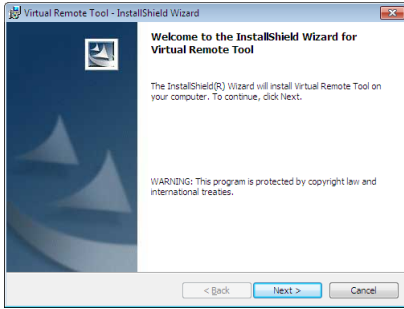 Virtual Remote Tool - InstallShield Wizard
Welcome to the InstallShield Wizard for
Virtual Remote Tool
The InstallShield(R) Wizard will install Virtual Remote Tool on
your computer. To continue, click Next.
WARNING: This program is protected by copyright law and
international treaties.
< Back
Next >
Cancel